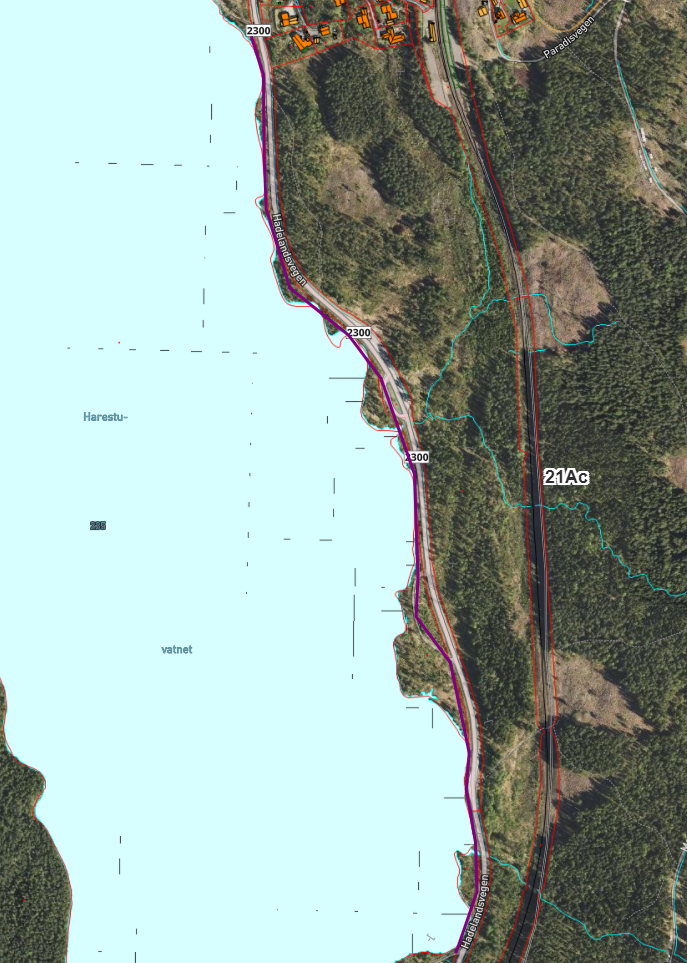 2300
Paradisvegen
Hadelandsvegen
2300
Harestu-
2300
21Ac
235
vatnet
Hadelandsvegen